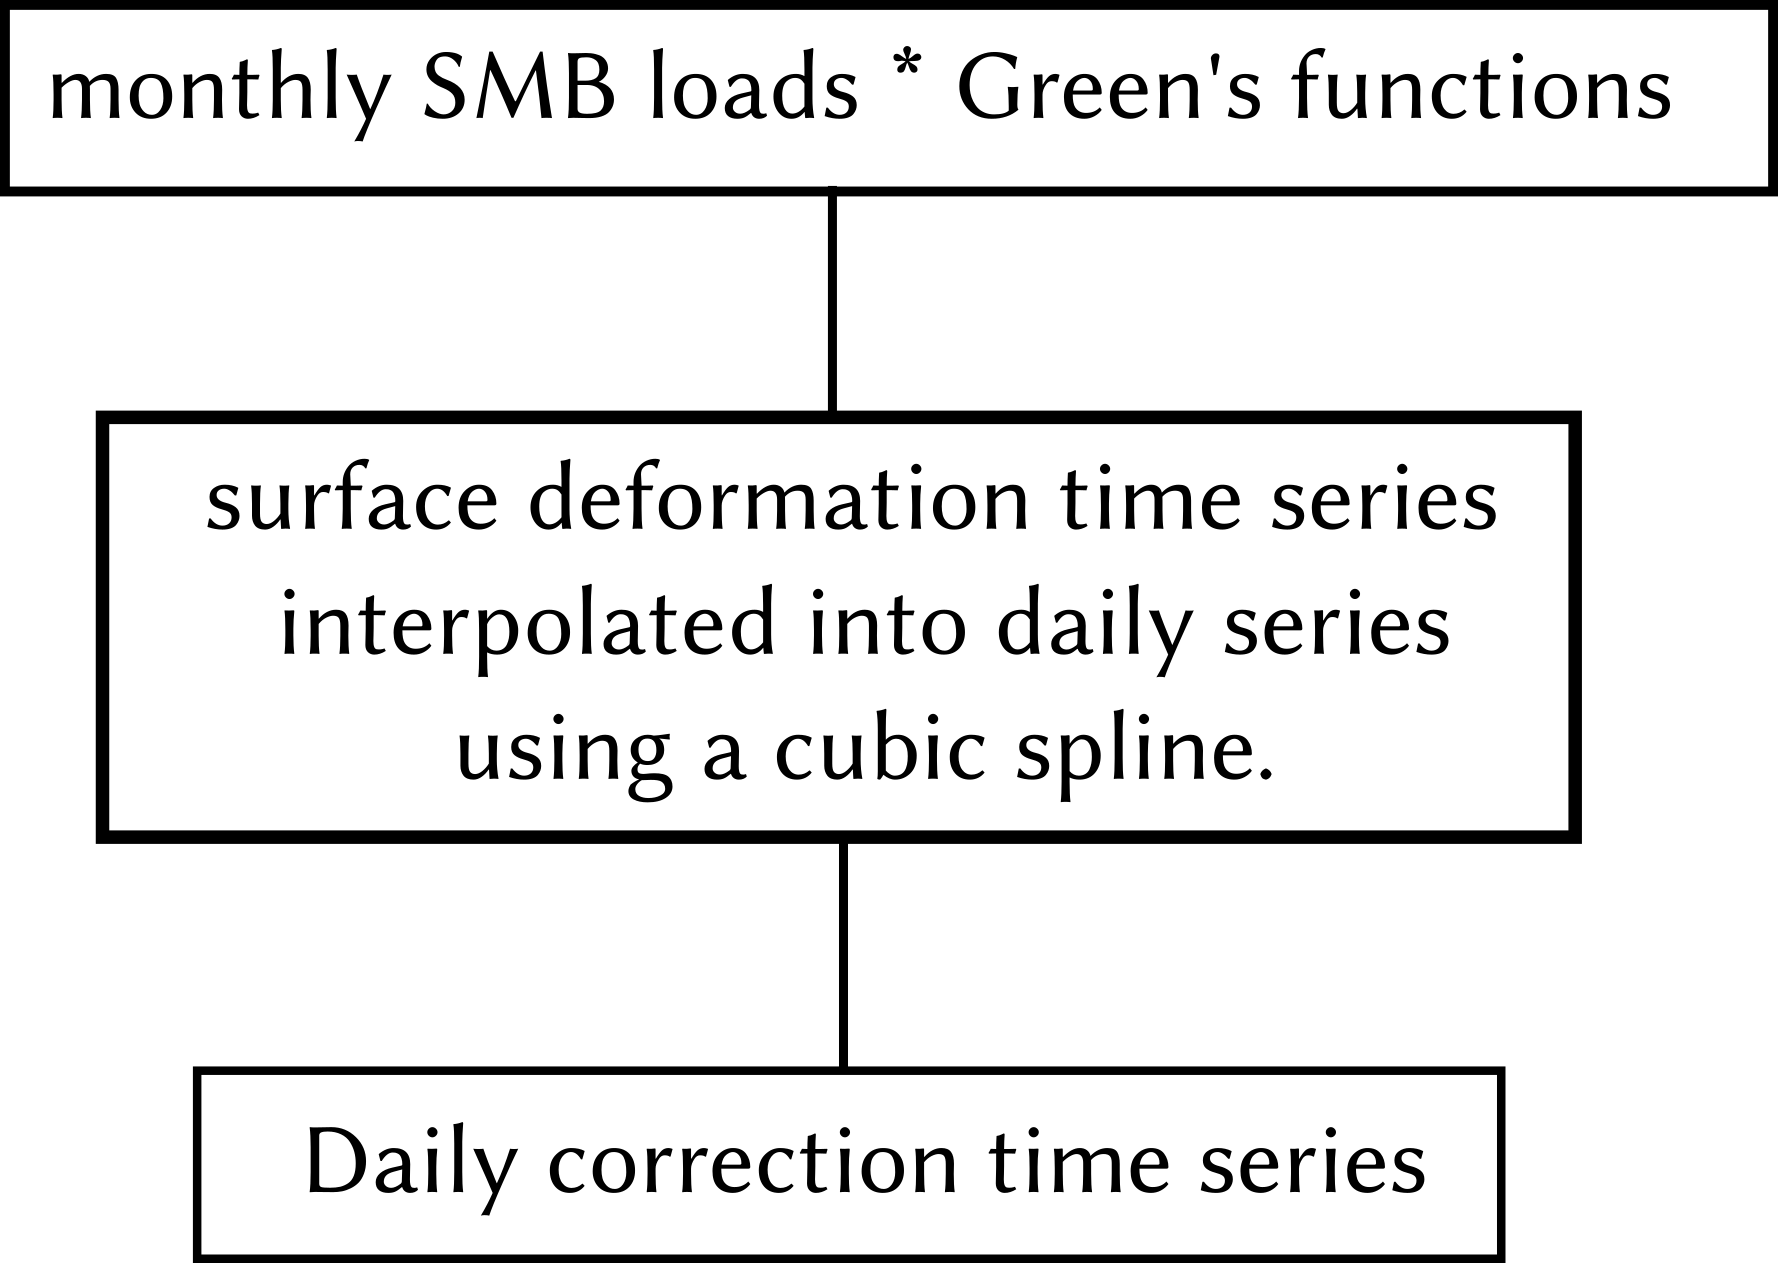 monthly SMB loads * Green's functions
surface deformation time series
interpolated into daily series
using a cubic spline.
Daily correction time series